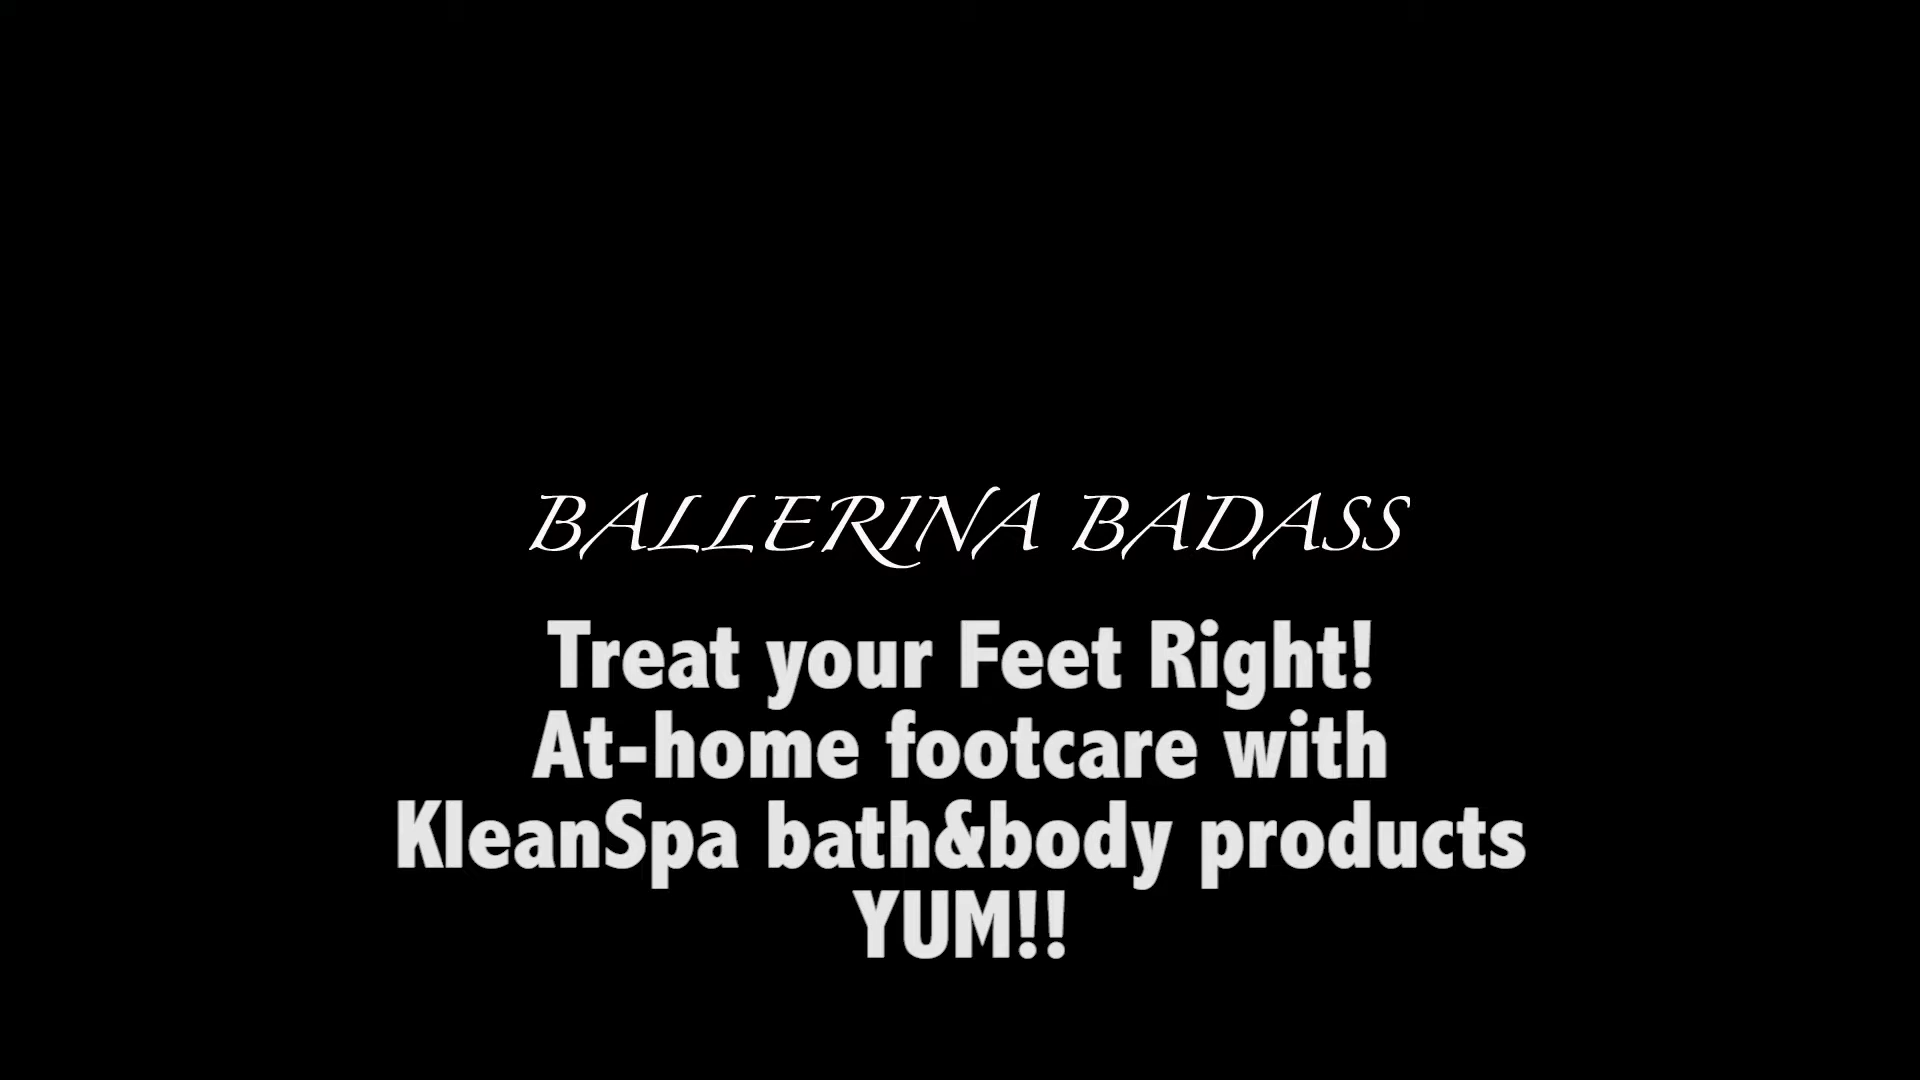 BALLERINA BADASS
Treat your Feet Right!
At-home footcare with
KleanSpa bath&body products
YUM!!